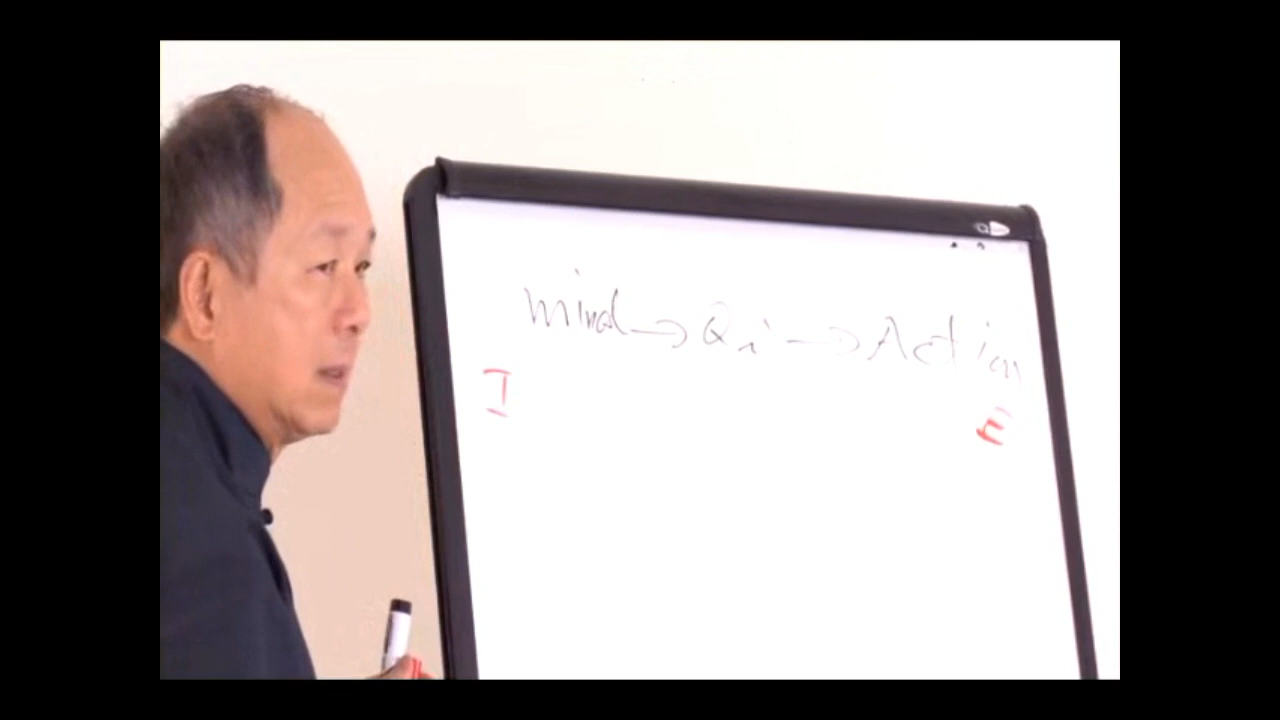 mind → Qi → Action
I E